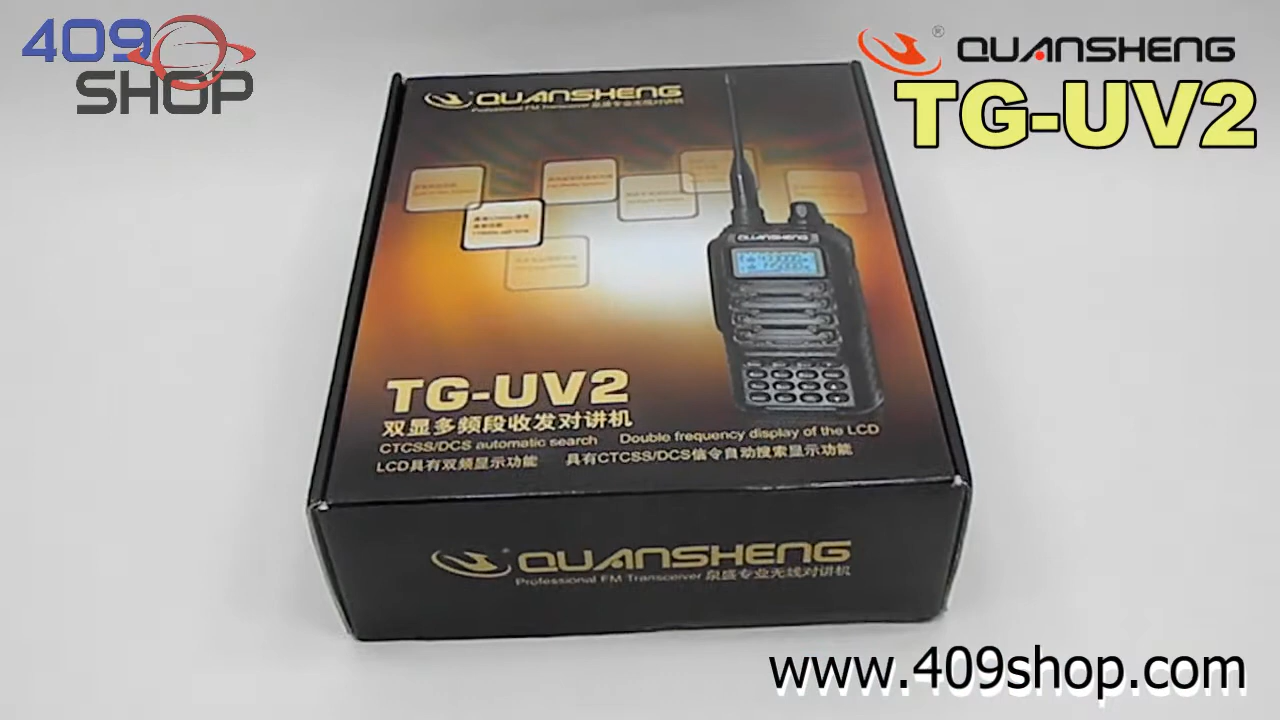 409
SHOP
® QUANSHENG
TG-UV2
QUANSHENG
Professional FM Transceiver 泉盛专业无线对讲机
QUANSHENG
TG-UV2
双显多频段收发对讲机
CTCSS/DCS automatic search Double frequency display of the LCD
LCD具有双频显示功能 具有CTCSS/DCS信令自动搜索显示功能
® QUANSHENG
Professional FM Transceiver 泉盛专业无线对讲机
www.409shop.com